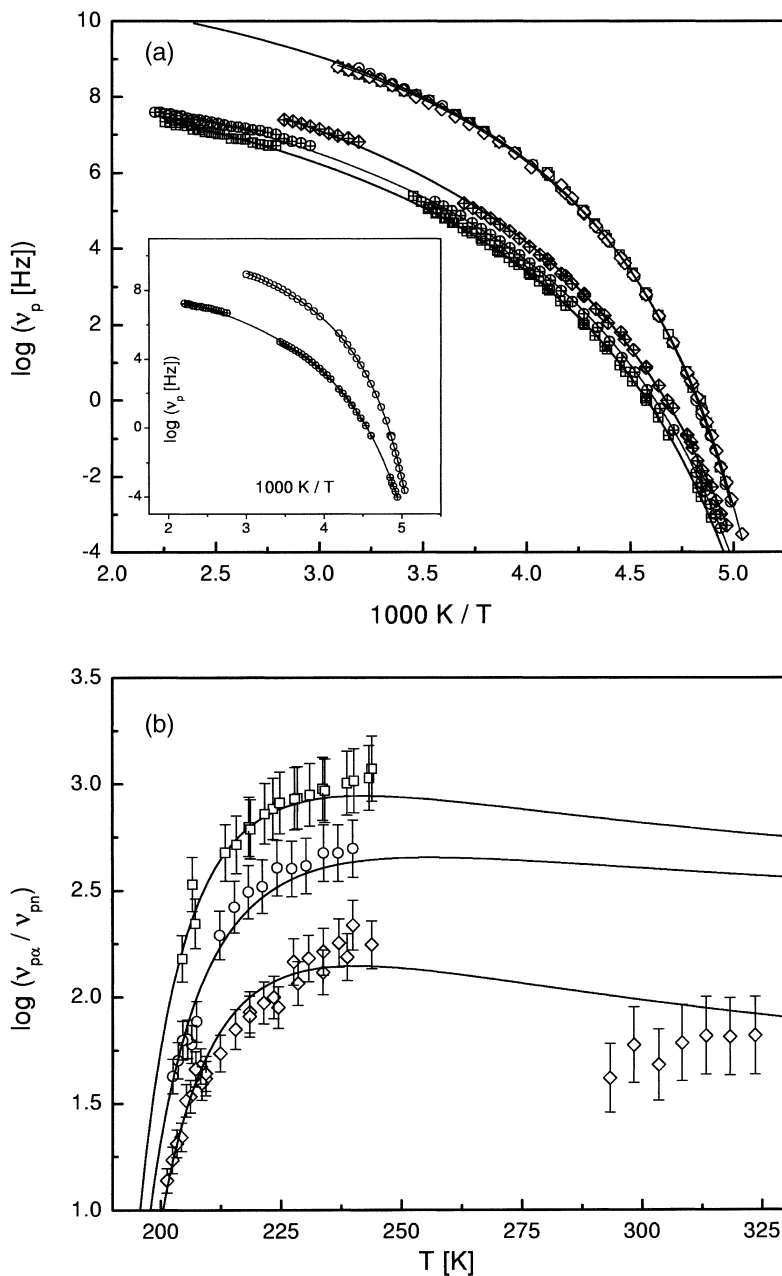 (a)
10
8
6
4
2
0
-2
-4
log (ν_p [Hz])
2.0 2.5 3.0 3.5 4.0 4.5 5.0
1000 K / T
8
4
0
-4
log (ν_p [Hz])
1000 K / T
2 3 4 5
(b)
3.5
3.0
2.5
2.0
1.5
1.0
log (ν_pα / ν_pn)
200 225 250 275 300 325
T [K]